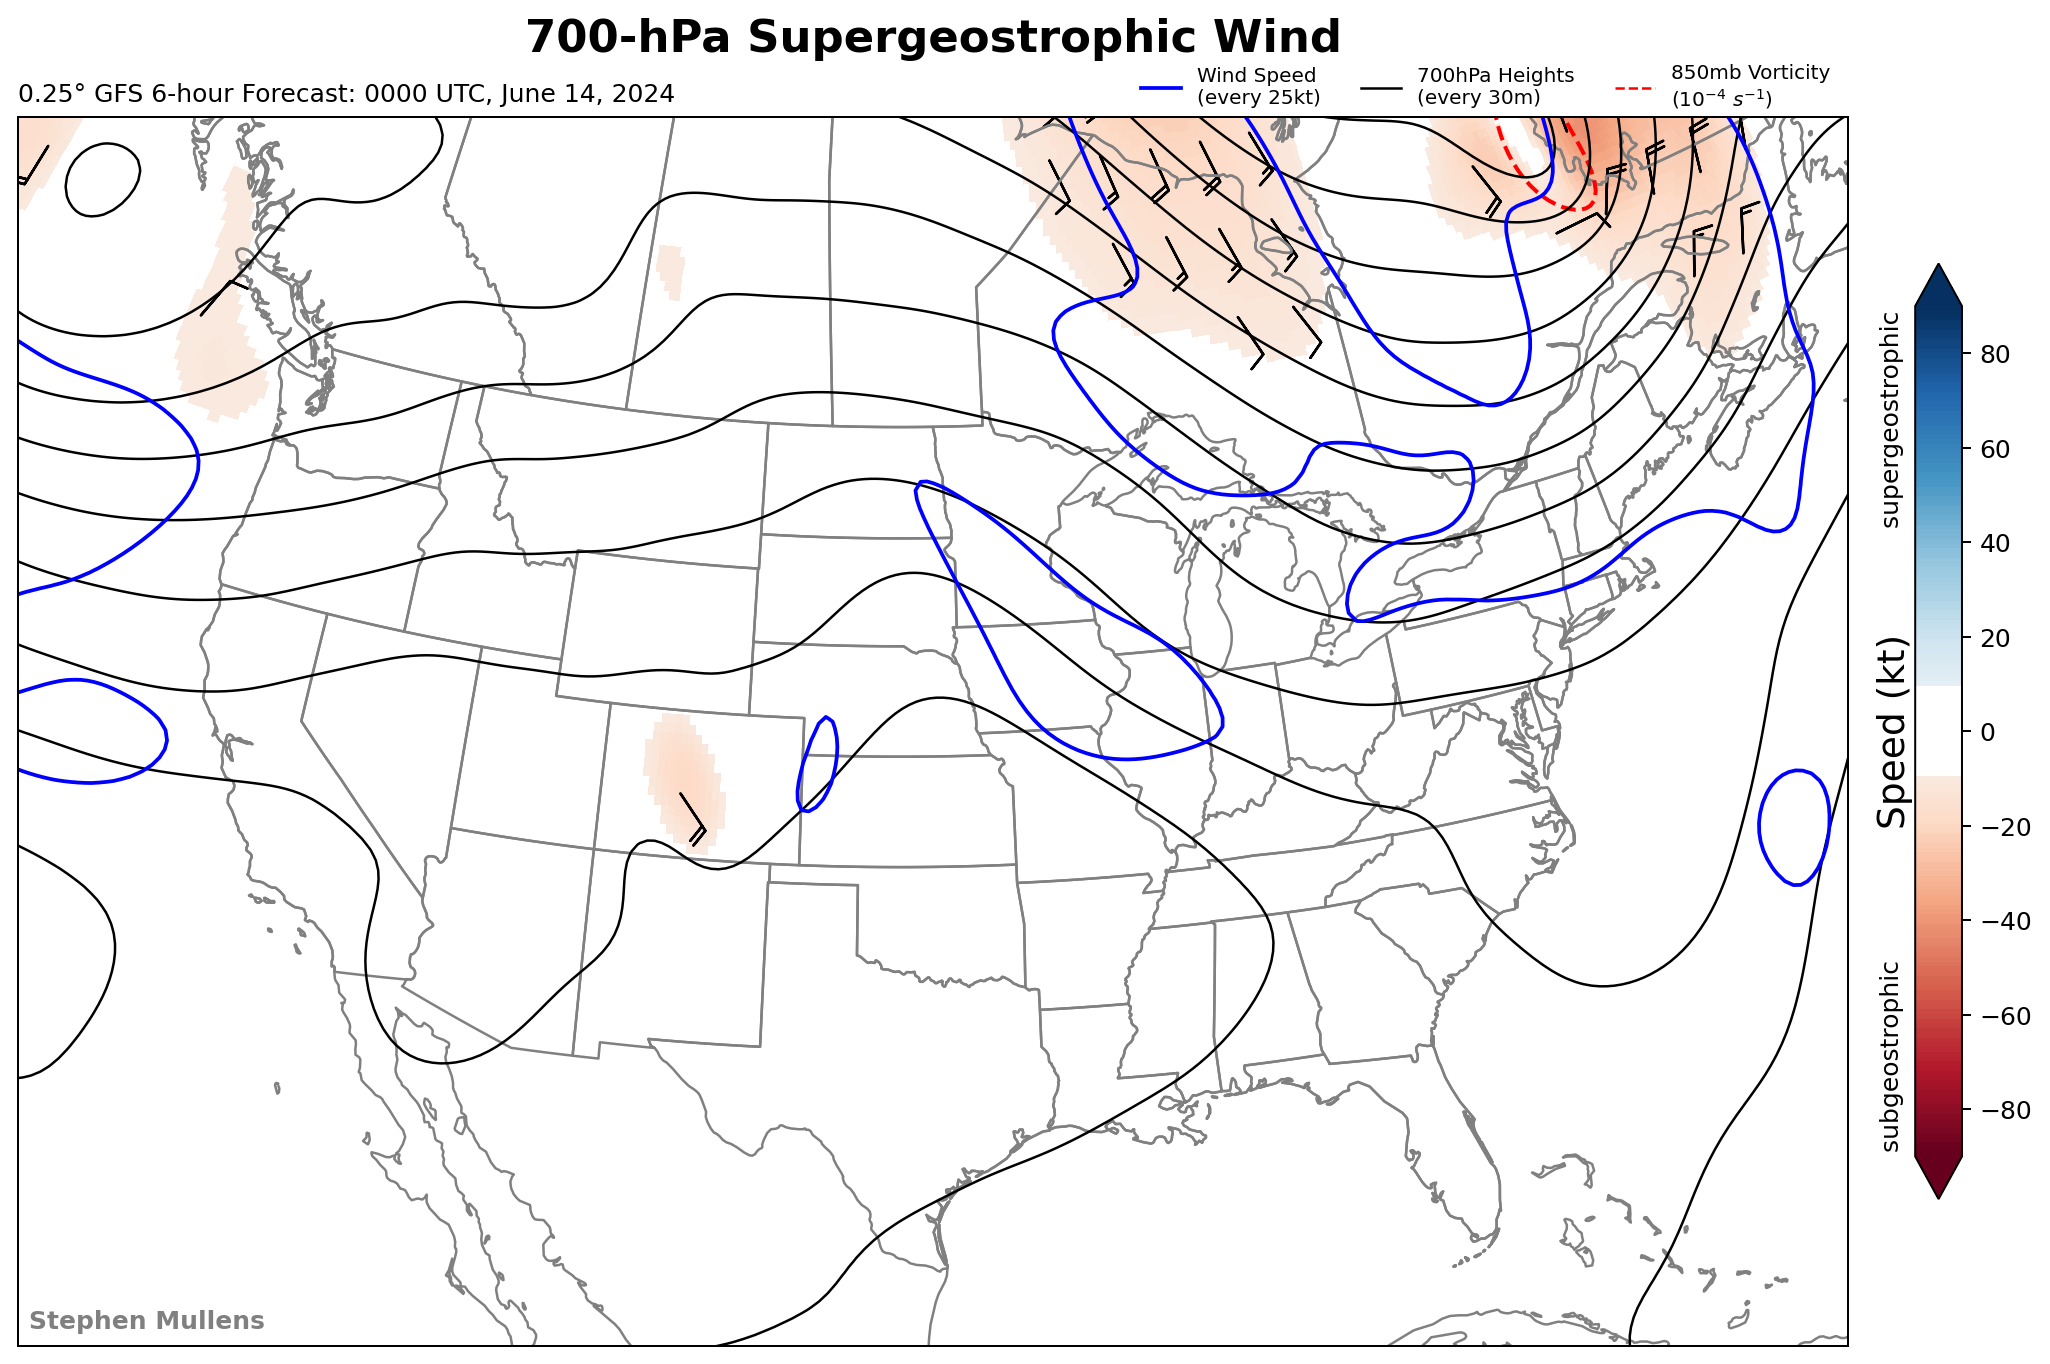 700-hPa Supergeostrophic Wind
0.25° GFS 6-hour Forecast: 0000 UTC, June 14, 2024
Wind Speed
(every 25kt)
700hPa Heights
(every 30m)
850mb Vorticity
(10⁻⁴ s⁻¹)
supergeostrophic
Speed (kt)
subgeostrophic
80
60
40
20
0
−20
−40
−60
−80
Stephen Mullens